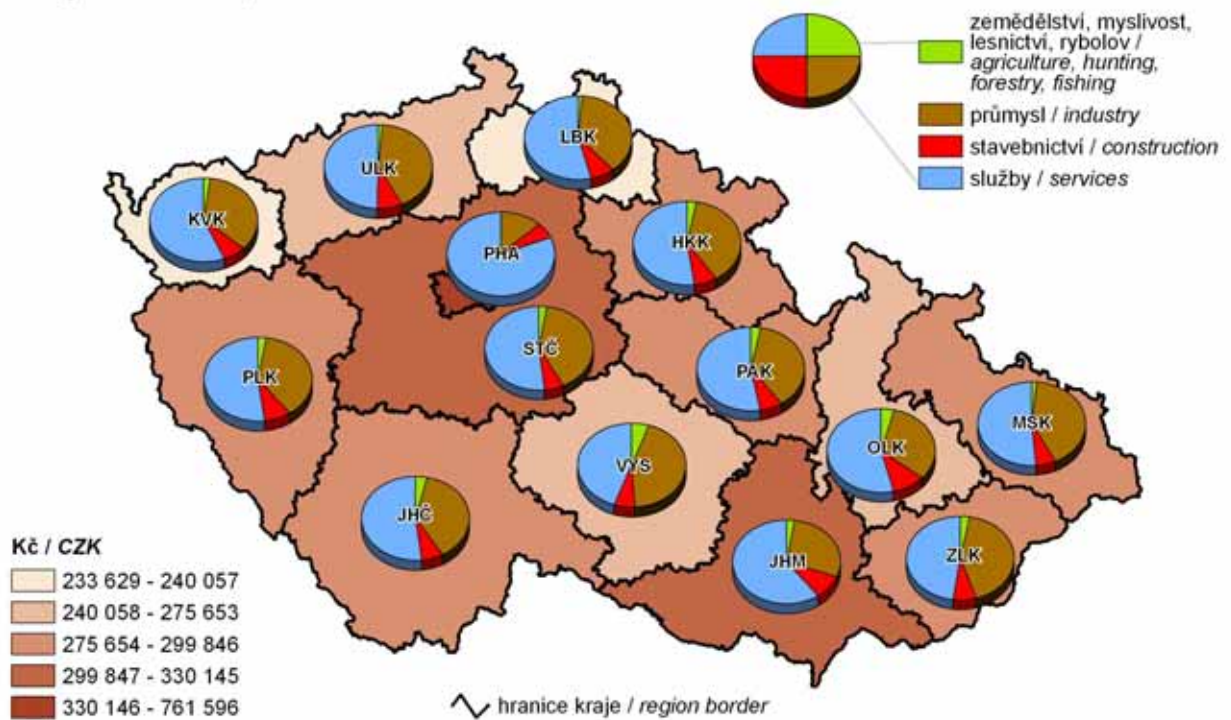 zemědělství, myslivost,
lesnictví, rybolov /
agriculture, hunting,
forestry, fishing
průmysl / industry
stavebnictví / construction
služby / services
LBK
ULK
KVK
HKK
PHA
STČ
PLK
PAK
MSK
OLK
VYS
JHČ
JHM
ZLK
Kč / CZK
233 629 - 240 057
240 058 - 275 653
275 654 - 299 846
299 847 - 330 145
330 146 - 761 596
hranice kraje / region border